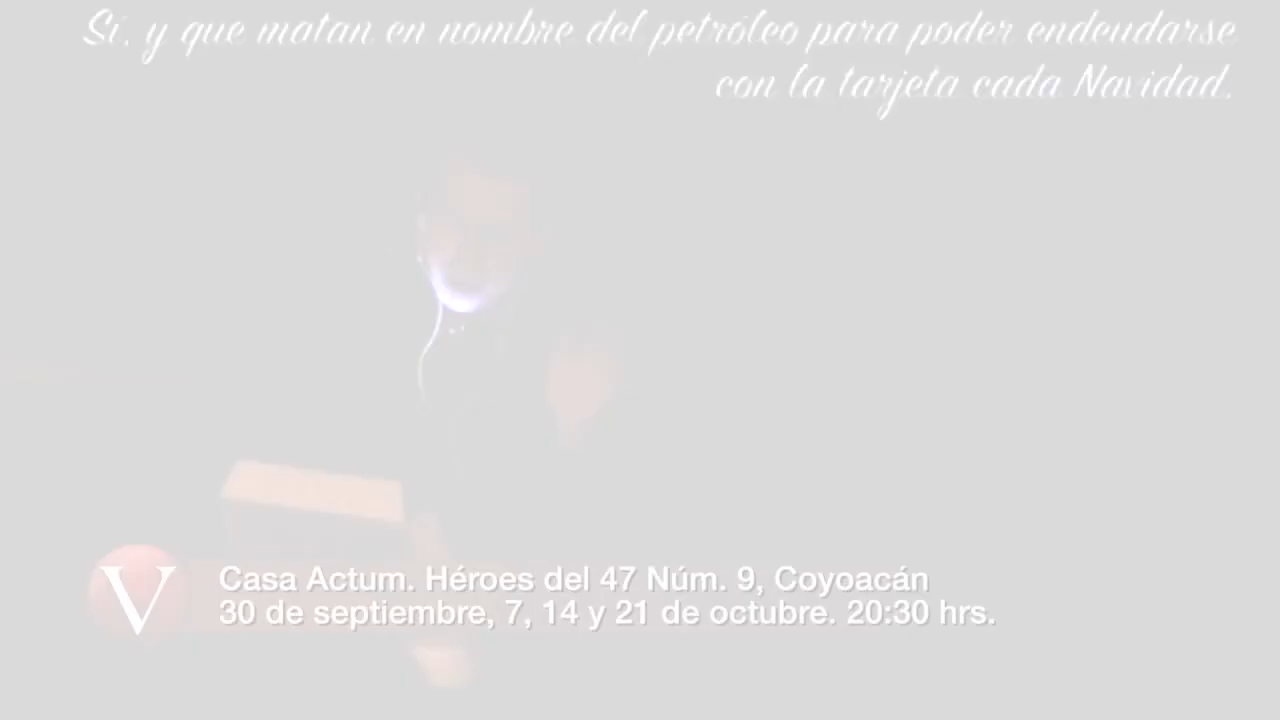 Sí, y que matan en nombre del petróleo para poder endeudarse
con la tarjeta cada Navidad.
V
Casa Actum. Héroes del 47 Núm. 9, Coyoacán
30 de septiembre, 7, 14 y 21 de octubre. 20:30 hrs.